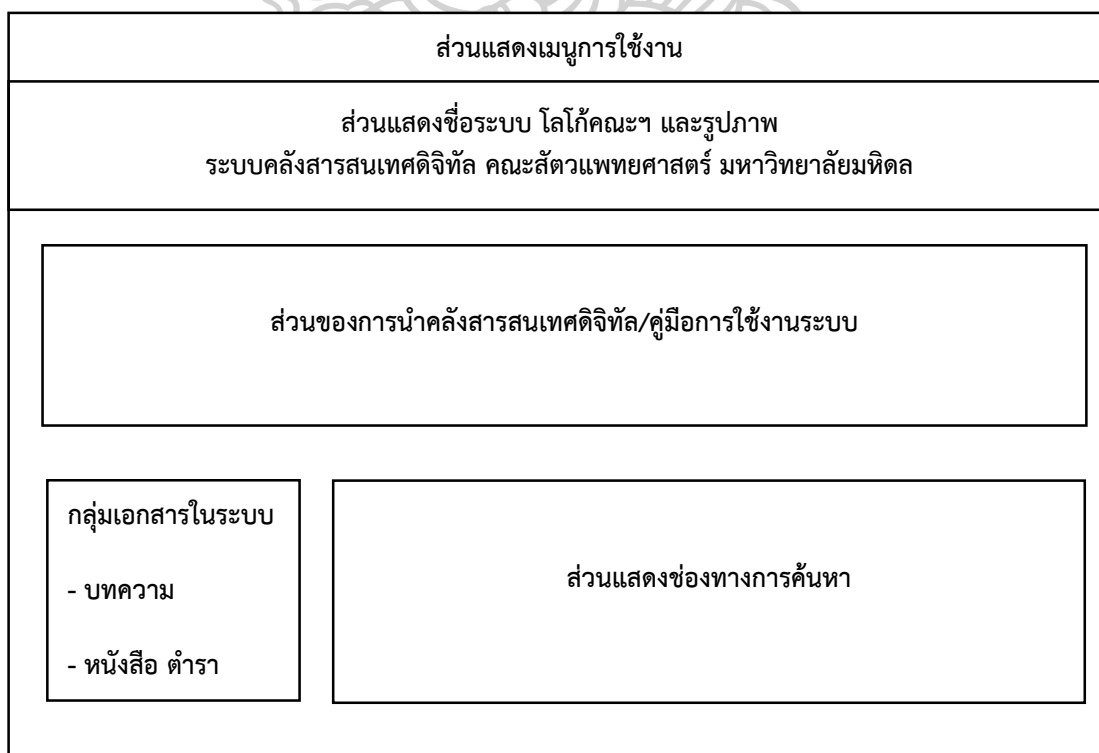 ส่วนแสดงเมนูการใช้งาน
ส่วนแสดงชื่อระบบ โลโก้คณะฯ และรูปภาพ
ระบบคลังสารสนเทศดิจิทัล คณะสัตวแพทยศาสตร์ มหาวิทยาลัยมหิดล
ส่วนของการนำคลังสารสนเทศดิจิทัล/คู่มือการใช้งานระบบ
กลุ่มเอกสารในระบบ
- บทความ
- หนังสือ ตำรา
ส่วนแสดงช่องทางการค้นหา